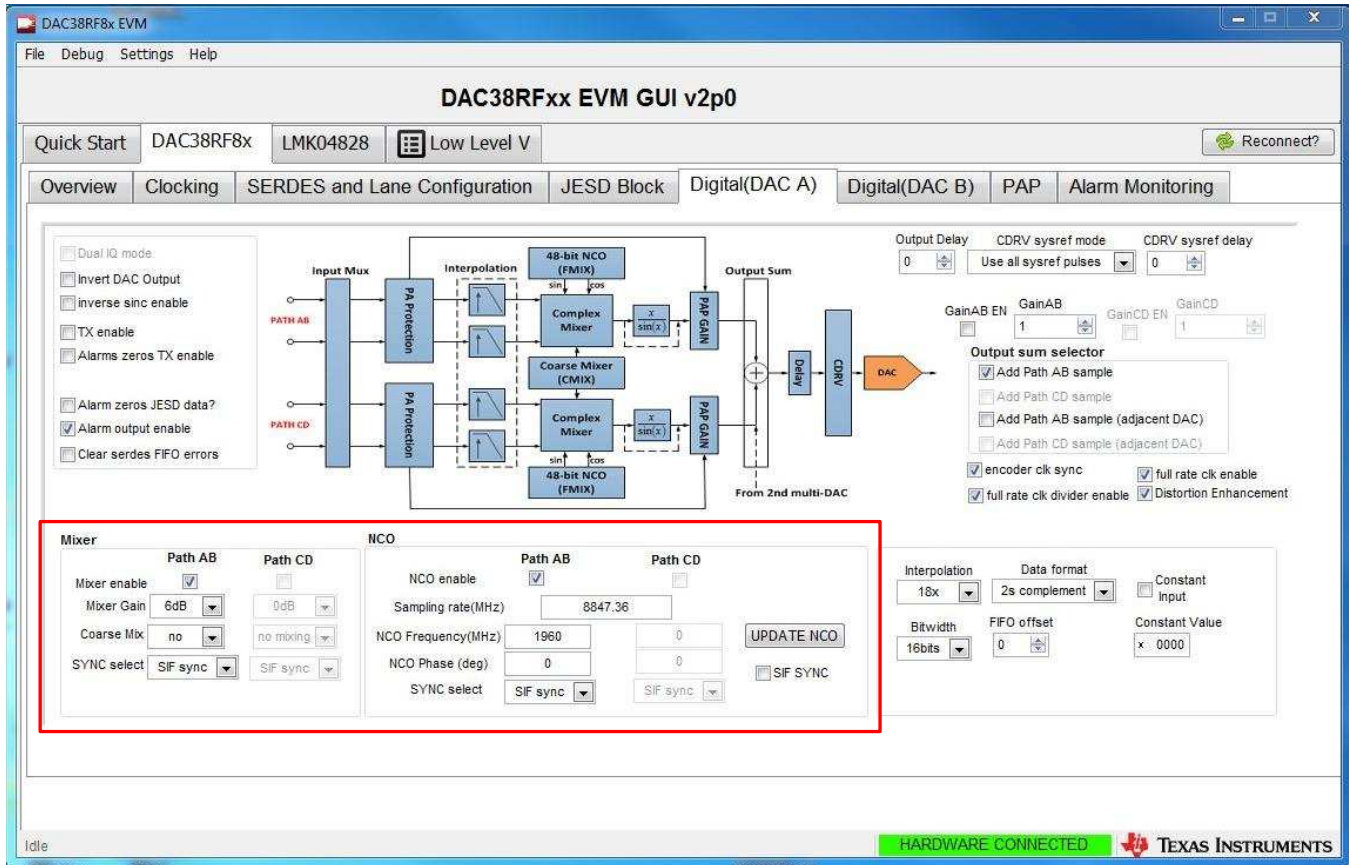 DAC38RF8x EVM
File Debug Settings Help
DAC38RFxx EVM GUI v2p0
Quick Start DAC38RF8x LMK04828 Low Level V Reconnect?
Overview Clocking SERDES and Lane Configuration JESD Block Digital(DAC A) Digital(DAC B) PAP Alarm Monitoring
Dual IQ mode
Invert DAC Output
inverse sinc enable
TX enable
Alarms zeros TX enable
Alarm zeros JESD data?
Alarm output enable
Clear serdes FIFO errors
Input Mux
Interpolation
48-bit NCO
(FMIX)
sin cos
Output Sum
PATH AB
PA Protection
Complex
Mixer
x
sin(x)
PAP GAIN
Coarse Mixer
(CMIX)
Delay
CDRV
DAC
PATH CD
PA Protection
Complex
Mixer
x
sin(x)
PAP GAIN
sin cos
48-bit NCO
(FMIX)
From 2nd multi-DAC
Output Delay CDRV sysref mode CDRV sysref delay
0 Use all sysref pulses 0
GainAB EN GainAB GainCD EN GainCD
1 1
Output sum selector
Add Path AB sample
Add Path CD sample
Add Path AB sample (adjacent DAC)
Add Path CD sample (adjacent DAC)
encoder clk sync full rate clk enable
full rate clk divider enable Distortion Enhancement
Mixer
Path AB Path CD
Mixer enable
Mixer Gain 6dB 0dB
Coarse Mix no no mixing
SYNC select SIF sync SIF sync
NCO
Path AB Path CD
NCO enable
Sampling rate(MHz) 8847.36
NCO Frequency(MHz) 1960 0 UPDATE NCO
NCO Phase (deg) 0 0 SIF SYNC
SYNC select SIF sync SIF sync
Interpolation Data format
18x 2s complement Constant
Input
Bitwidth FIFO offset Constant Value
16bits 0 x 0000
Idle HARDWARE CONNECTED TEXAS INSTRUMENTS